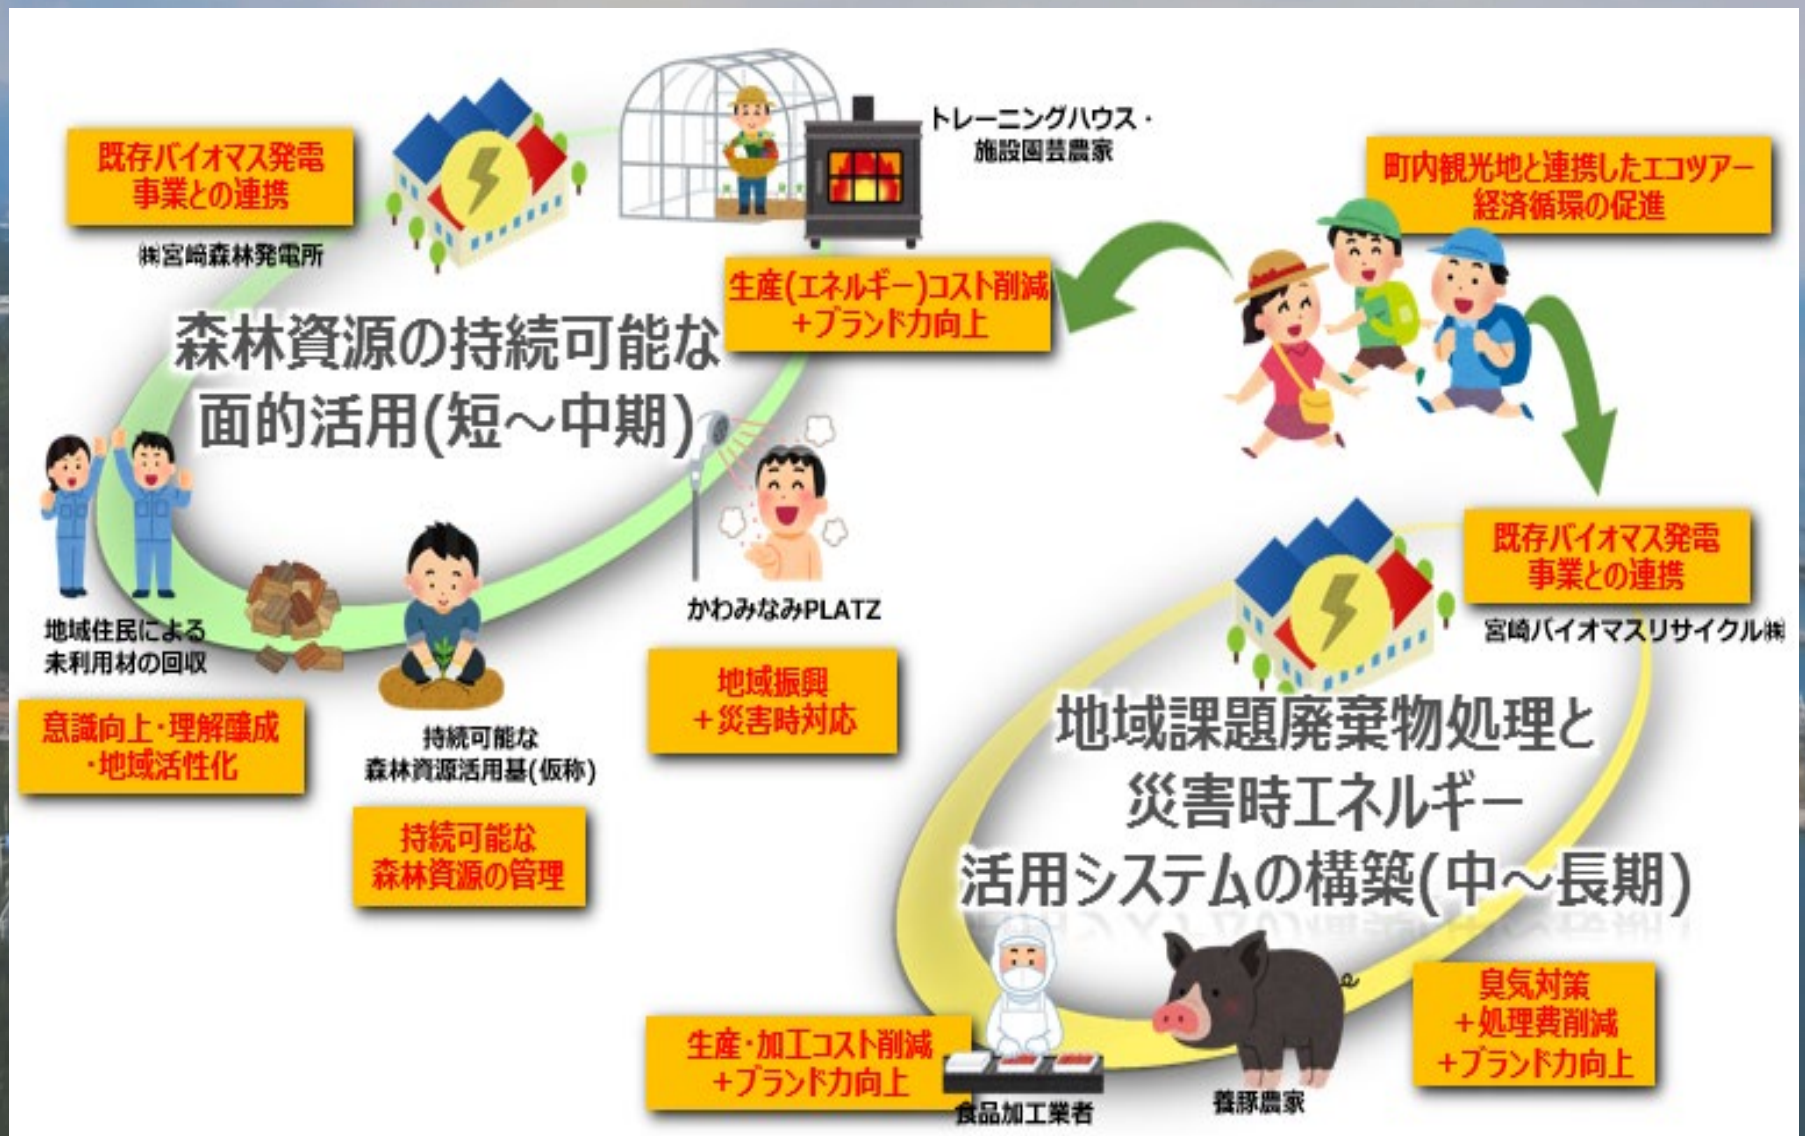 既存バイオマス発電
事業との連携
㈱宮崎森林発電所
トレーニングハウス・
施設園芸農家
生産(エネルギー)コスト削減
+ブランド力向上
町内観光地と連携したエコツアー
経済循環の促進
森林資源の持続可能な
面的活用(短～中期)
地域住民による
未利用材の回収
意識向上・理解醸成
・地域活性化
持続可能な
森林資源活用基(仮称)
持続可能な
森林資源の管理
かわみなみPLATZ
地域振興
+災害時対応
既存バイオマス発電
事業との連携
宮崎バイオマスリサイクル㈱
地域課題廃棄物処理と
災害時エネルギー
活用システムの構築(中～長期)
生産・加工コスト削減
+ブランド力向上
食品加工業者
養豚農家
臭気対策
+処理費削減
+ブランド力向上